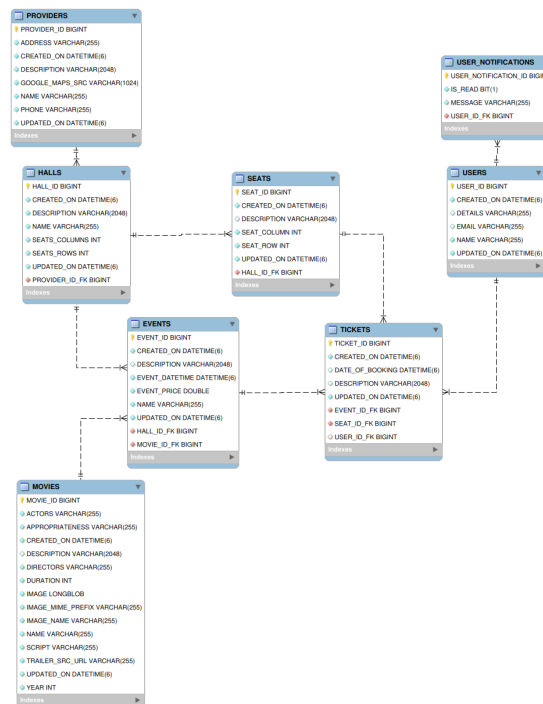 PROVIDERS
PROVIDER_ID BIGINT
ADDRESS VARCHAR(255)
CREATED_ON DATETIME(6)
DESCRIPTION VARCHAR(2048)
GOOGLE_MAPS_SRC VARCHAR(1024)
NAME VARCHAR(255)
PHONE VARCHAR(255)
UPDATED_ON DATETIME(6)
Indexes
USER_NOTIFICATIONS
USER_NOTIFICATION_ID BIGI
IS_READ BIT(1)
MESSAGE VARCHAR(255)
USER_ID_FK BIGINT
Indexes
HALLS
HALL_ID BIGINT
CREATED_ON DATETIME(6)
DESCRIPTION VARCHAR(2048)
NAME VARCHAR(255)
SEATS_COLUMNS INT
SEATS_ROWS INT
UPDATED_ON DATETIME(6)
PROVIDER_ID_FK BIGINT
Indexes
SEATS
SEAT_ID BIGINT
CREATED_ON DATETIME(6)
DESCRIPTION VARCHAR(2048)
SEAT_COLUMN INT
SEAT_ROW INT
UPDATED_ON DATETIME(6)
HALL_ID_FK BIGINT
Indexes
USERS
USER_ID BIGINT
CREATED_ON DATETIME(6)
DETAILS VARCHAR(255)
EMAIL VARCHAR(255)
NAME VARCHAR(255)
UPDATED_ON DATETIME(6)
Indexes
EVENTS
EVENT_ID BIGINT
CREATED_ON DATETIME(6)
DESCRIPTION VARCHAR(2048)
EVENT_DATETIME DATETIME(6)
EVENT_PRICE DOUBLE
NAME VARCHAR(255)
UPDATED_ON DATETIME(6)
HALL_ID_FK BIGINT
MOVIE_ID_FK BIGINT
Indexes
TICKETS
TICKET_ID BIGINT
CREATED_ON DATETIME(6)
DATE_OF_BOOKING DATETIME(6)
DESCRIPTION VARCHAR(2048)
UPDATED_ON DATETIME(6)
EVENT_ID_FK BIGINT
SEAT_ID_FK BIGINT
USER_ID_FK BIGINT
Indexes
MOVIES
MOVIE_ID BIGINT
ACTORS VARCHAR(255)
APPROPRIATENESS VARCHAR(255)
CREATED_ON DATETIME(6)
DESCRIPTION VARCHAR(2048)
DIRECTORS VARCHAR(255)
DURATION INT
IMAGE LONGBLOB
IMAGE_MIME_PREFIX VARCHAR(255)
IMAGE_NAME VARCHAR(255)
NAME VARCHAR(255)
SCRIPT VARCHAR(255)
TRAILER_SRC_URL VARCHAR(255)
UPDATED_ON DATETIME(6)
YEAR INT
Indexes